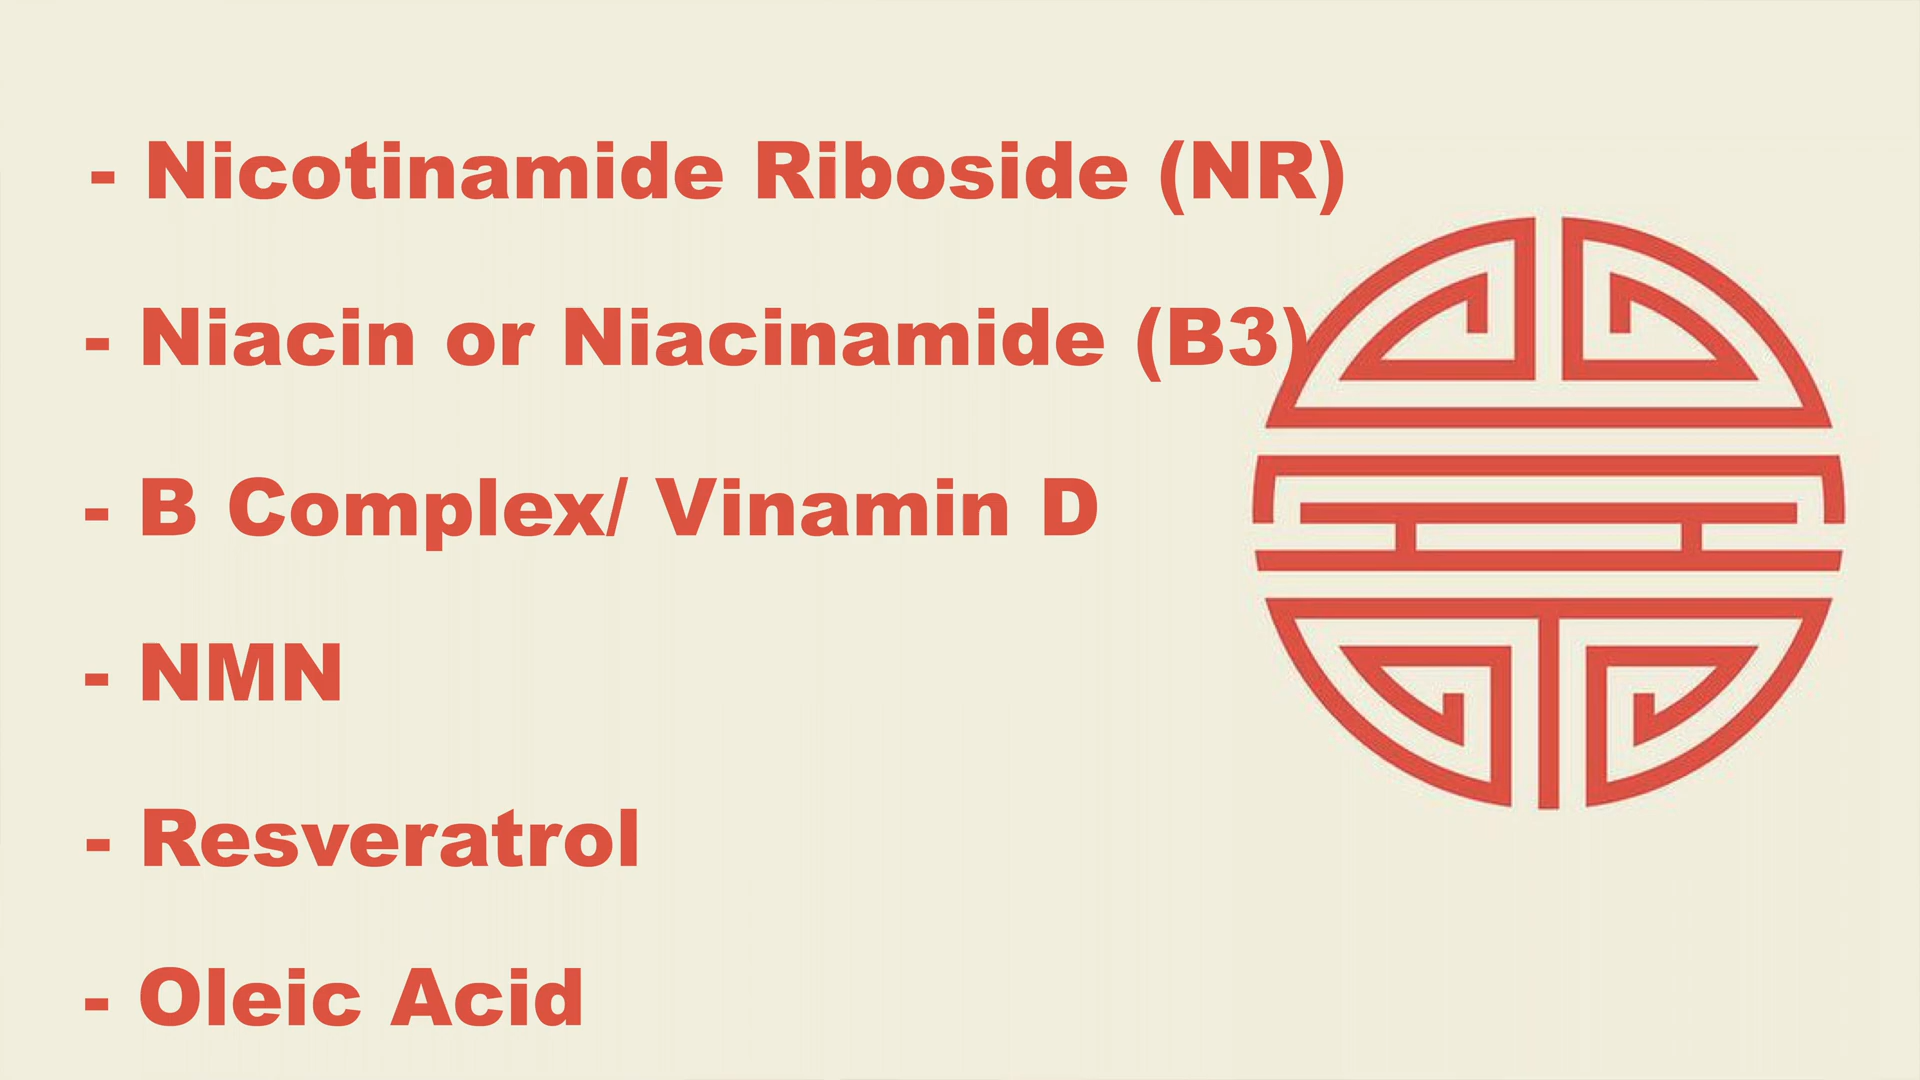 - Nicotinamide Riboside (NR)
- Niacin or Niacinamide (B3)
- B Complex/ Vinamin D
- NMN
- Resveratrol
- Oleic Acid